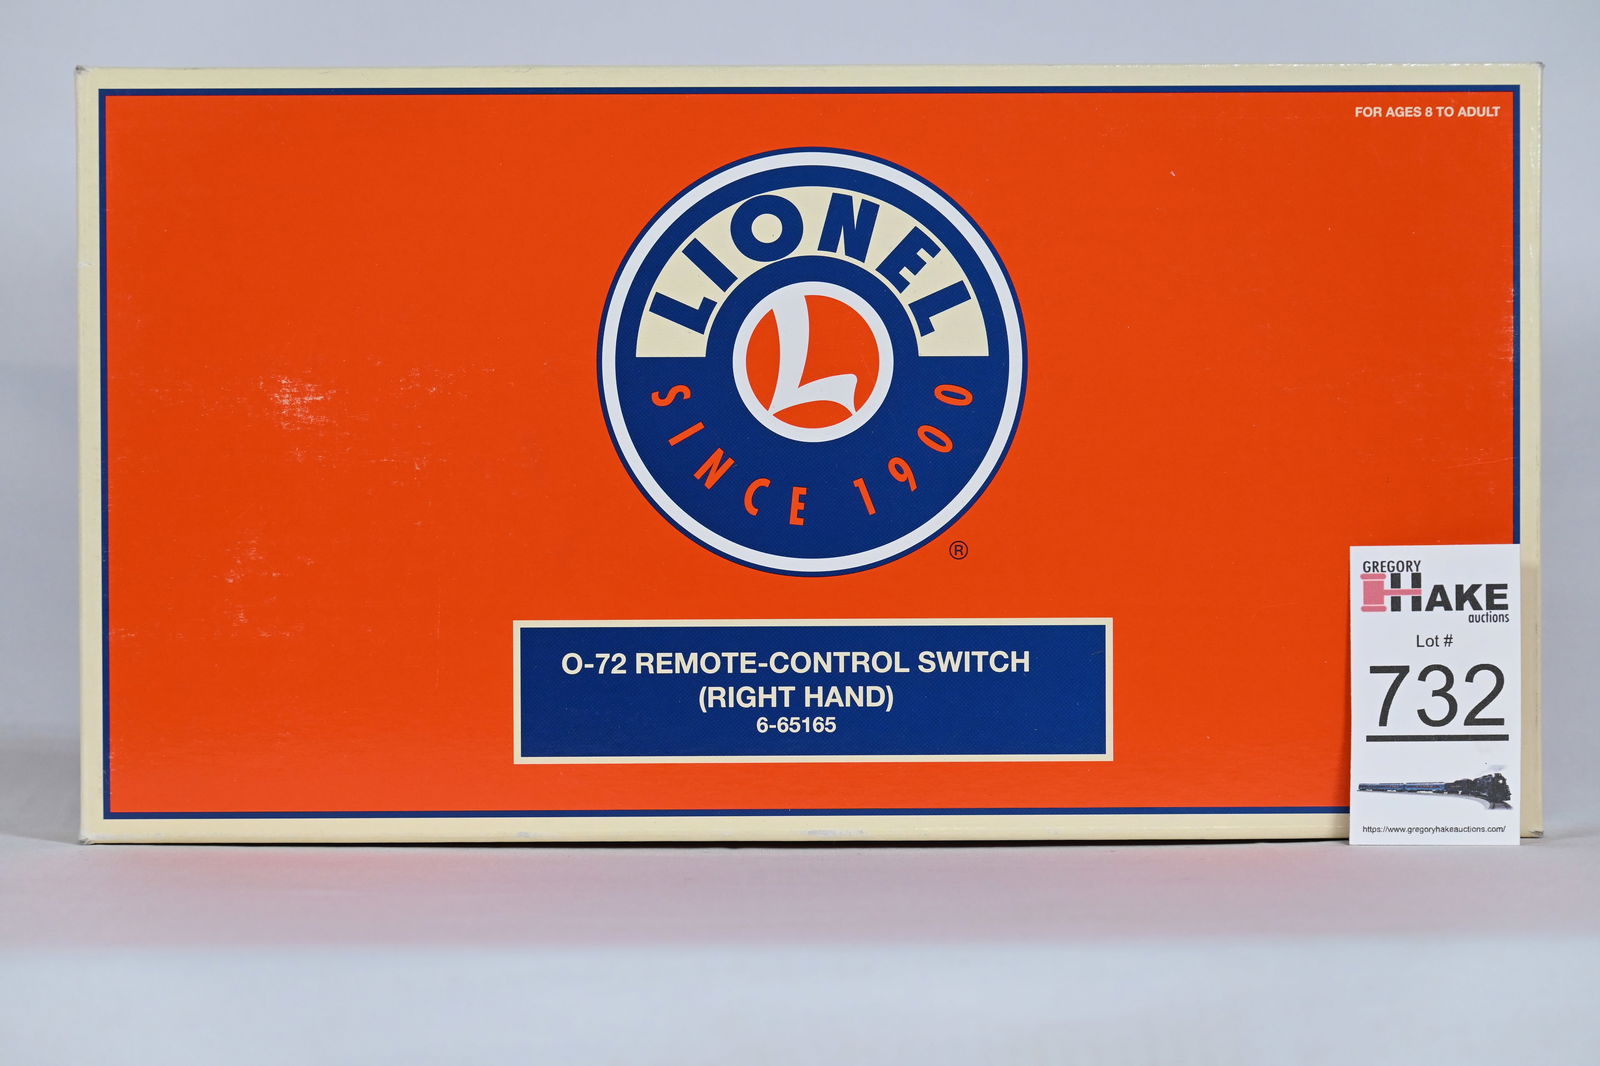 FOR AGES 8 TO ADULT
LIONEL
L
SINCE 1900
®
O-72 REMOTE-CONTROL SWITCH
(RIGHT HAND)
6-65165
GREGORY
HAKE
auctions
Lot #
732
https://www.gregoryhakeauctions.com/